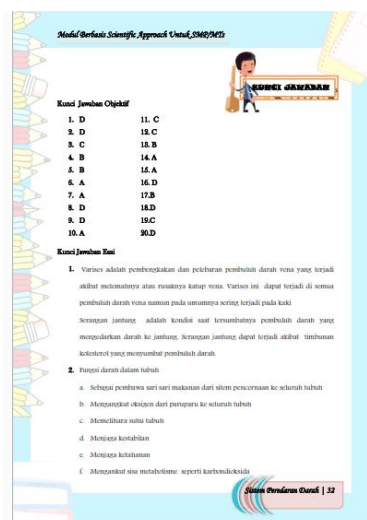 Modul Berbasis Scientific Approach Untuk SMP/MTs
KUNCI JAWABAN
Kunci Jawaban Objektif
1. D
2. D
3. C
4. B
5. B
6. A
7. A
8. D
9. D
10. A
11. C
12. C
13. B
14. A
15. A
16. D
17.B
18.D
19.C
20.D
Kunci Jawaban Esai
1. Varises adalah pembengkakan dan pelebaran pembuluh darah vena yang terjadi
akibat melemahnya atau rusaknya katup vena. Varises ini dapat terjadi di semua
pembuluh darah vena namun pada umumnya sering terjadi pada kaki
Serangan jantung adalah kondisi saat tersumbatnya pembuluh darah yang
mengedarkan darah ke jantung. Serangan jantung dapat terjadi akibat timbunan
kolesterol yang menyumbat pembuluh darah.
2. Fungsi darah dalam tubuh
a. Sebagai pembawa sari sari makanan dari sitem pencernaan ke seluruh tubuh
b. Mengangkut oksigen dari paruparu ke seluruh tubuh
c. Memelihara suhu tubuh
d. Menjaga kestabilan
e. Menjaga ketahanan
f. Mengankut sisa metabolisme seperti karbondioksida
Sistem Peredaran Darah | 32